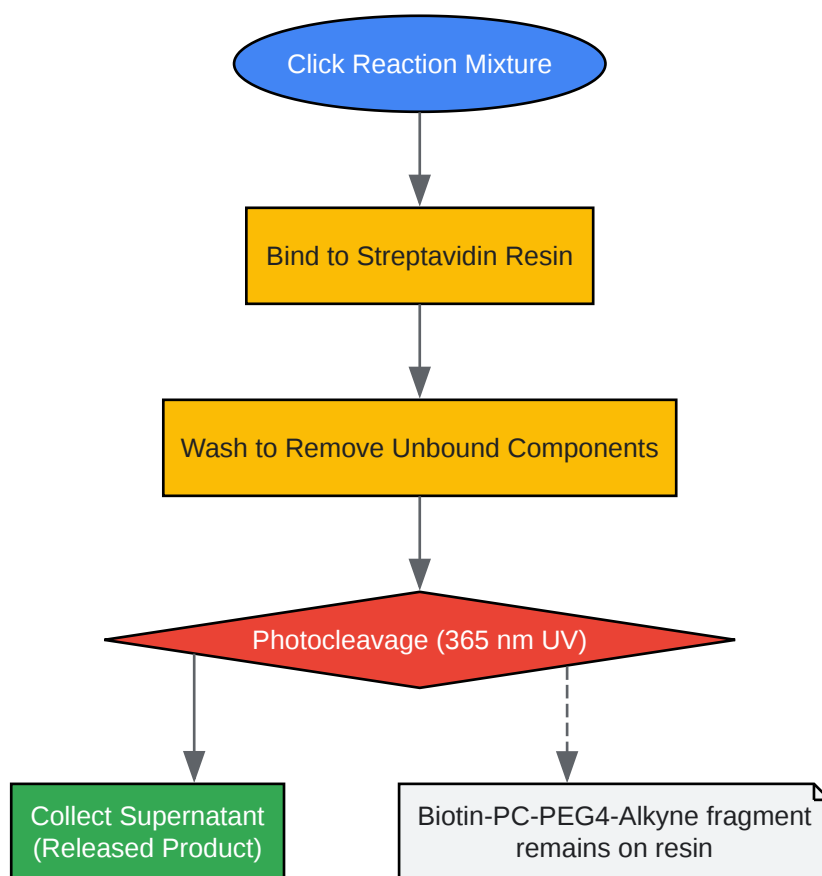 Click Reaction Mixture
Bind to Streptavidin Resin
Wash to Remove Unbound Components
Photocleavage (365 nm UV)
Collect Supernatant
(Released Product)
Biotin-PC-PEG4-Alkyne fragment
remains on resin